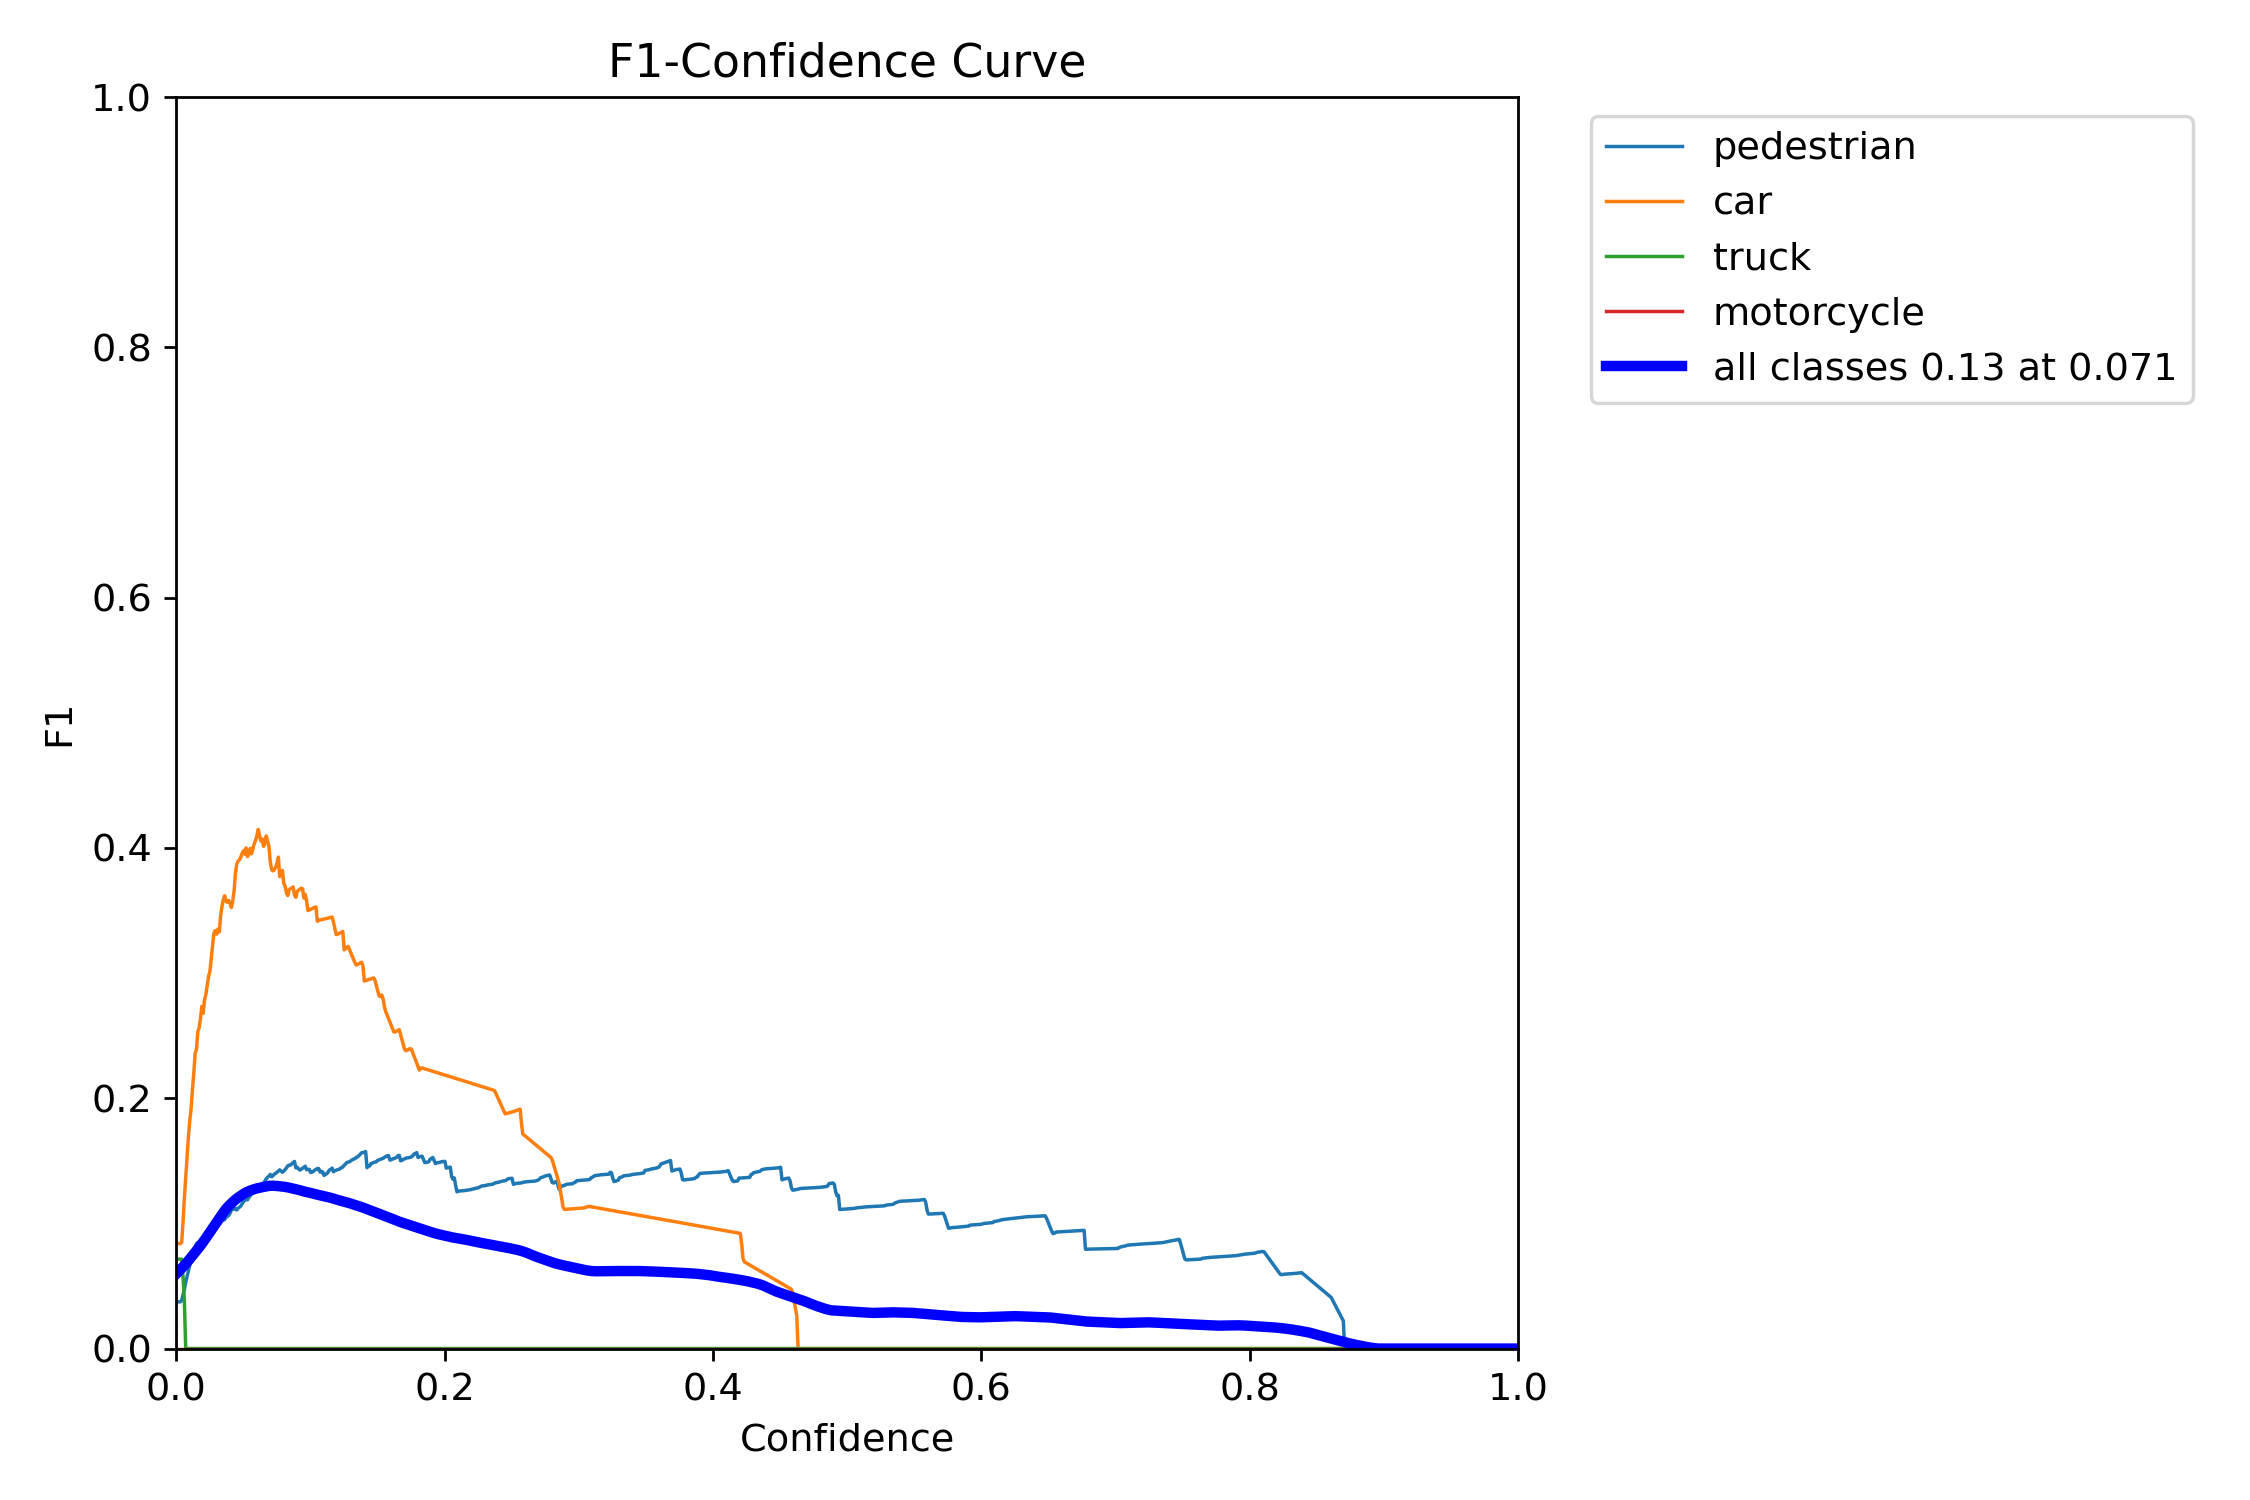 F1-Confidence Curve
1.0
0.8
0.6
0.4
0.2
0.0
F1
0.0 0.2 0.4 0.6 0.8 1.0
Confidence
pedestrian
car
truck
motorcycle
all classes 0.13 at 0.071